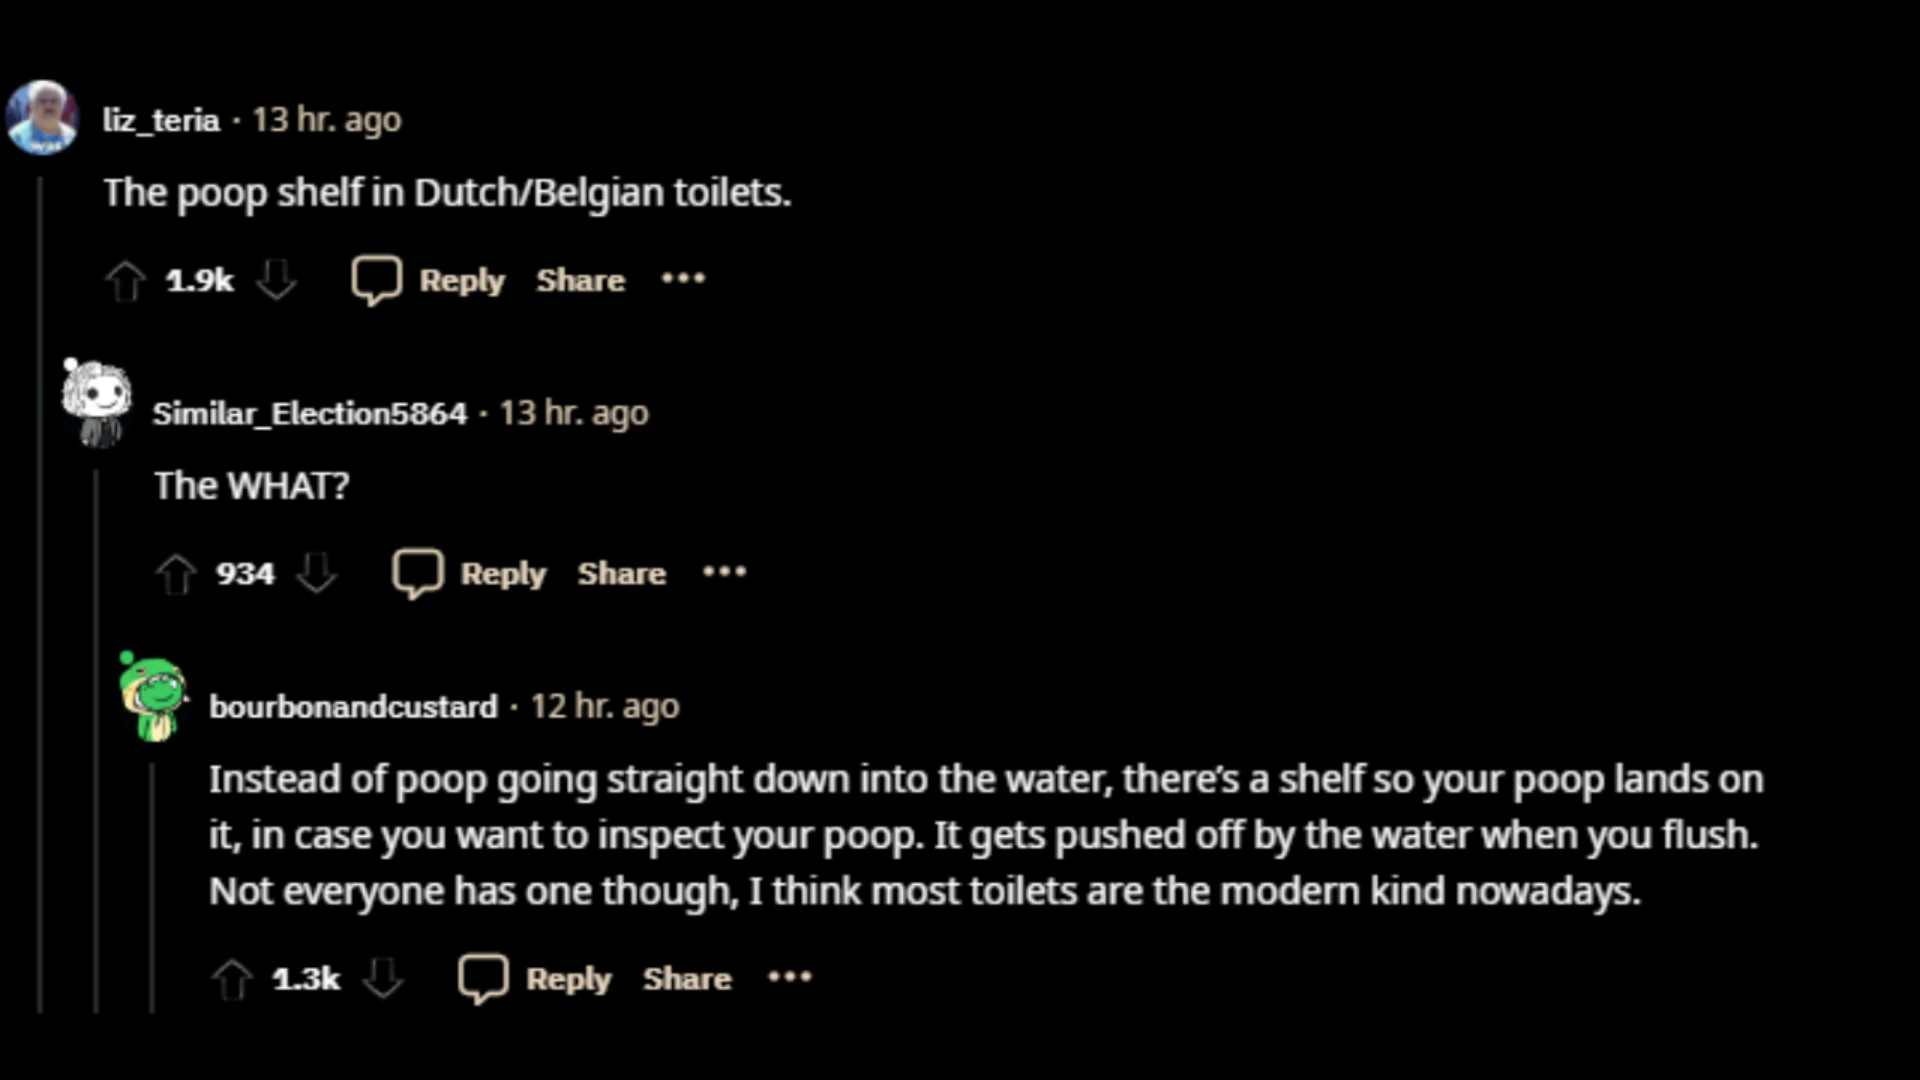 liz_teria · 13 hr. ago
The poop shelf in Dutch/Belgian toilets.
1.9k Reply Share •••
Similar_Election5864 · 13 hr. ago
The WHAT?
934 Reply Share •••
bourbonandcustard · 12 hr. ago
Instead of poop going straight down into the water, there's a shelf so your poop lands on
it, in case you want to inspect your poop. It gets pushed off by the water when you flush.
Not everyone has one though, I think most toilets are the modern kind nowadays.
1.3k Reply Share •••